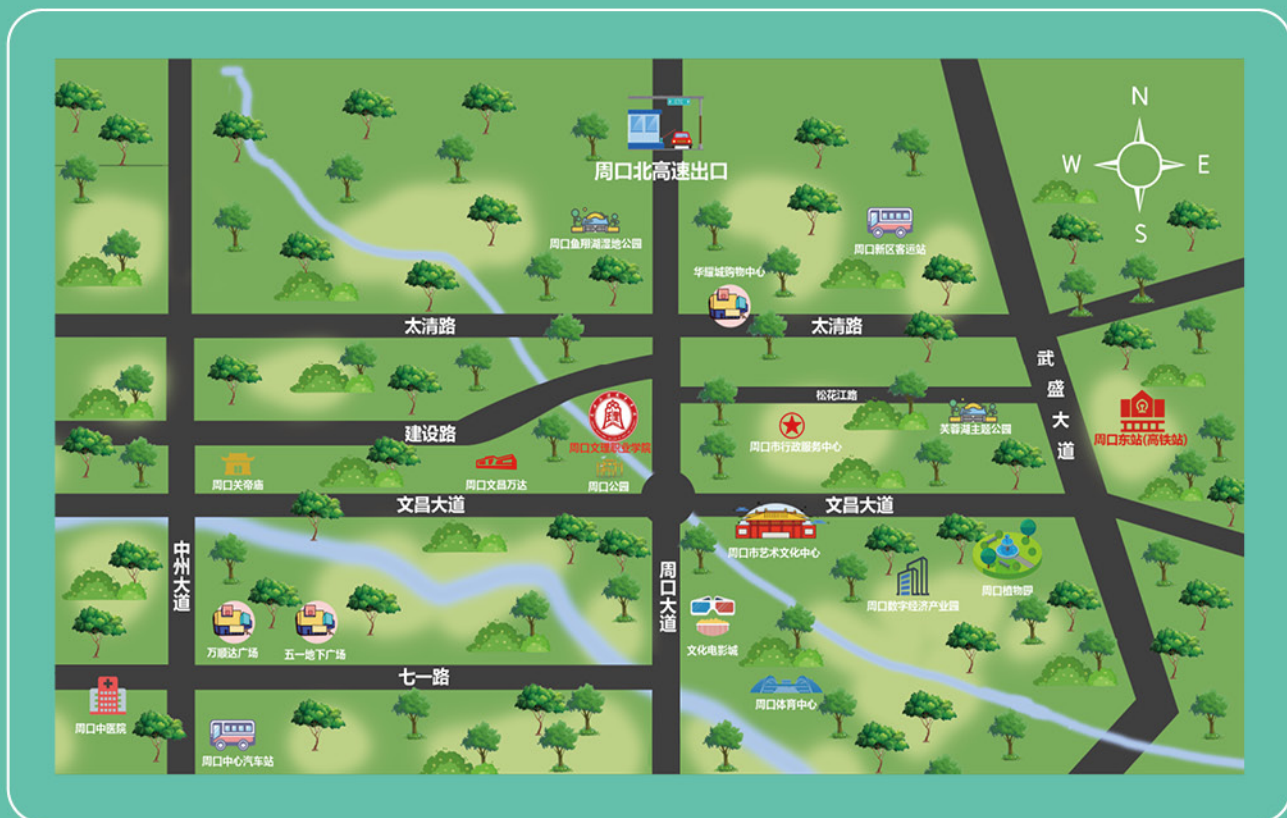 N
W
E
S
周口北高速出口
周口鱼翔湖湿地公园
周口新区客运站
华耀城购物中心
太清路
太清路
武盛大道
松花江路
建设路
周口文理职业学院
周口市行政服务中心
芙蓉湖主题公园
周口东站(高铁站)
周口关帝庙
周口文昌万达
周口公园
文昌大道
文昌大道
中州大道
周口大道
周口市艺术文化中心
周口数字经济产业园
周口植物园
万顺达广场
五一地下广场
文化电影城
七一路
周口中医院
周口体育中心
周口中心汽车站